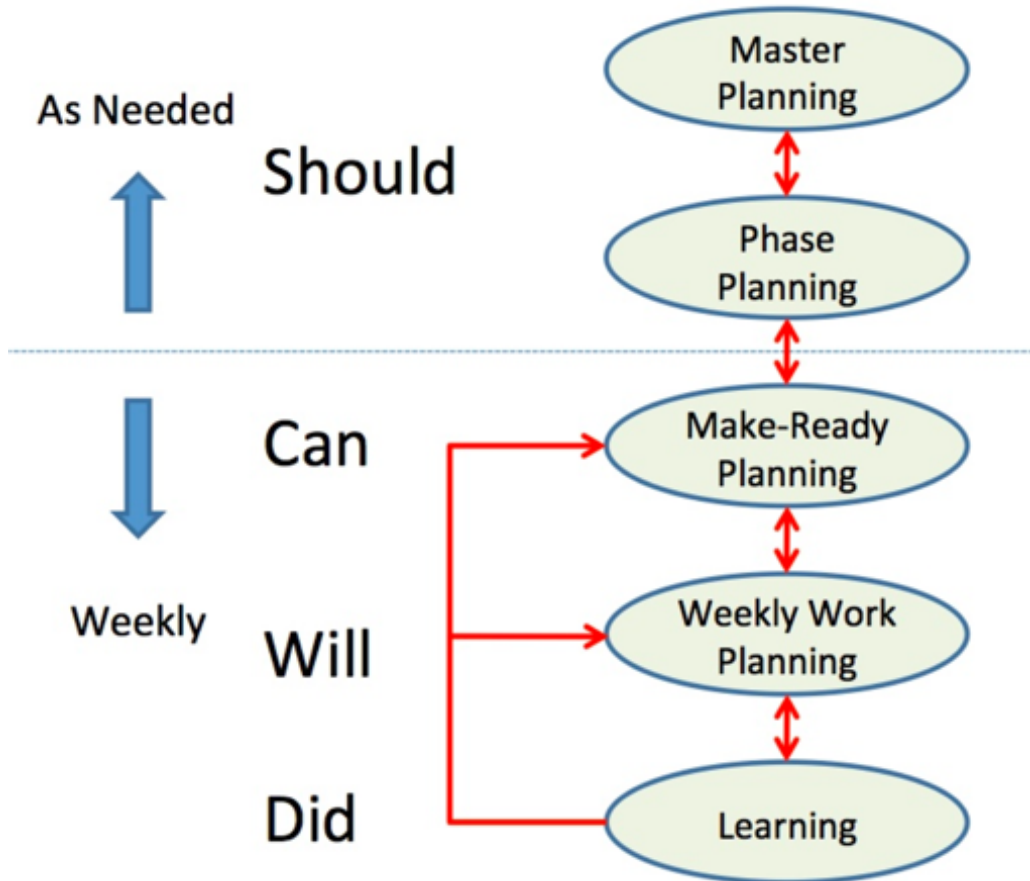 Master
Planning
As Needed
Should
Phase
Planning
Can
Make-Ready
Planning
Weekly
Will
Weekly Work
Planning
Did
Learning